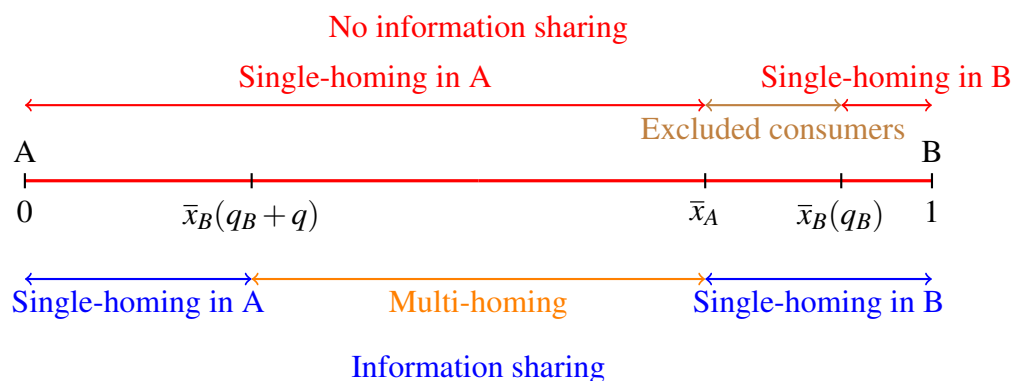 No information sharing
Single-homing in A Single-homing in B
Excluded consumers
A B
0 x̅_B(q_B + q) x̅_A x̅_B(q_B) 1
Single-homing in A Multi-homing Single-homing in B
Information sharing